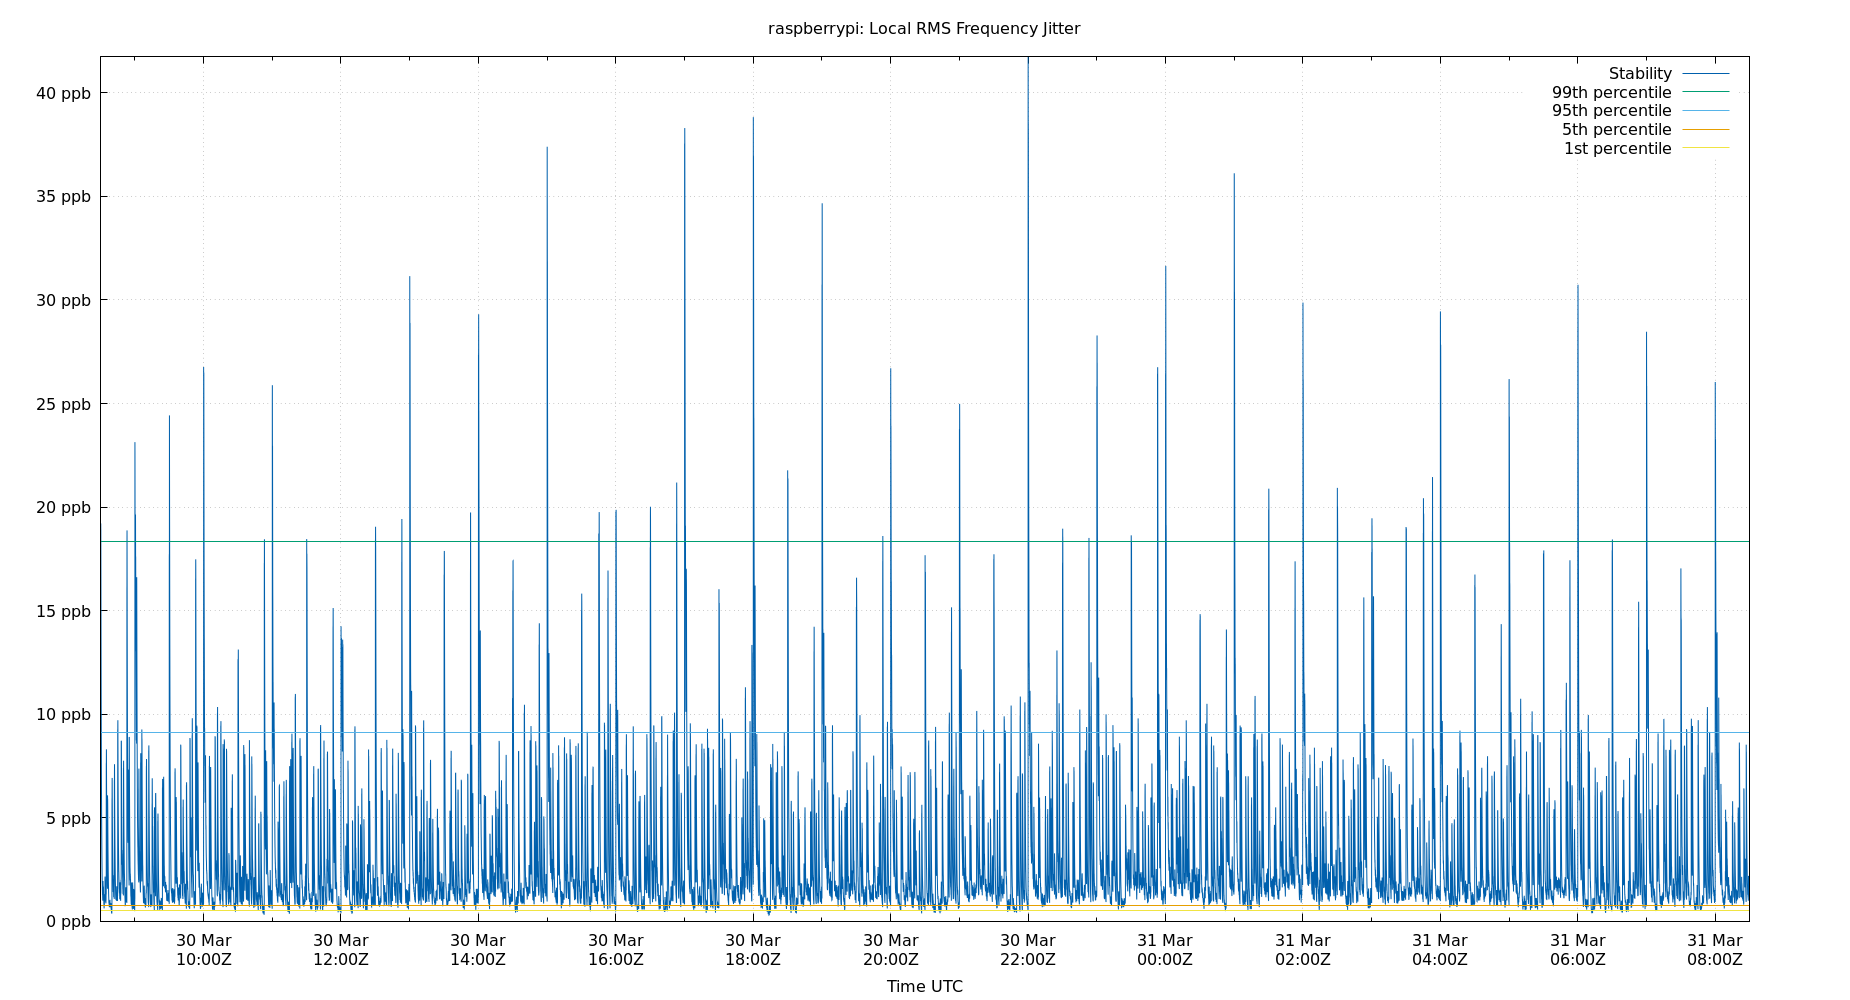 raspberrypi: Local RMS Frequency Jitter
Stability
99th percentile
95th percentile
5th percentile
1st percentile
40 ppb
35 ppb
30 ppb
25 ppb
20 ppb
15 ppb
10 ppb
5 ppb
0 ppb
30 Mar 30 Mar 30 Mar 30 Mar 30 Mar 30 Mar 30 Mar 31 Mar 31 Mar 31 Mar 31 Mar 31 Mar
10:00Z 12:00Z 14:00Z 16:00Z 18:00Z 20:00Z 22:00Z 00:00Z 02:00Z 04:00Z 06:00Z 08:00Z
Time UTC